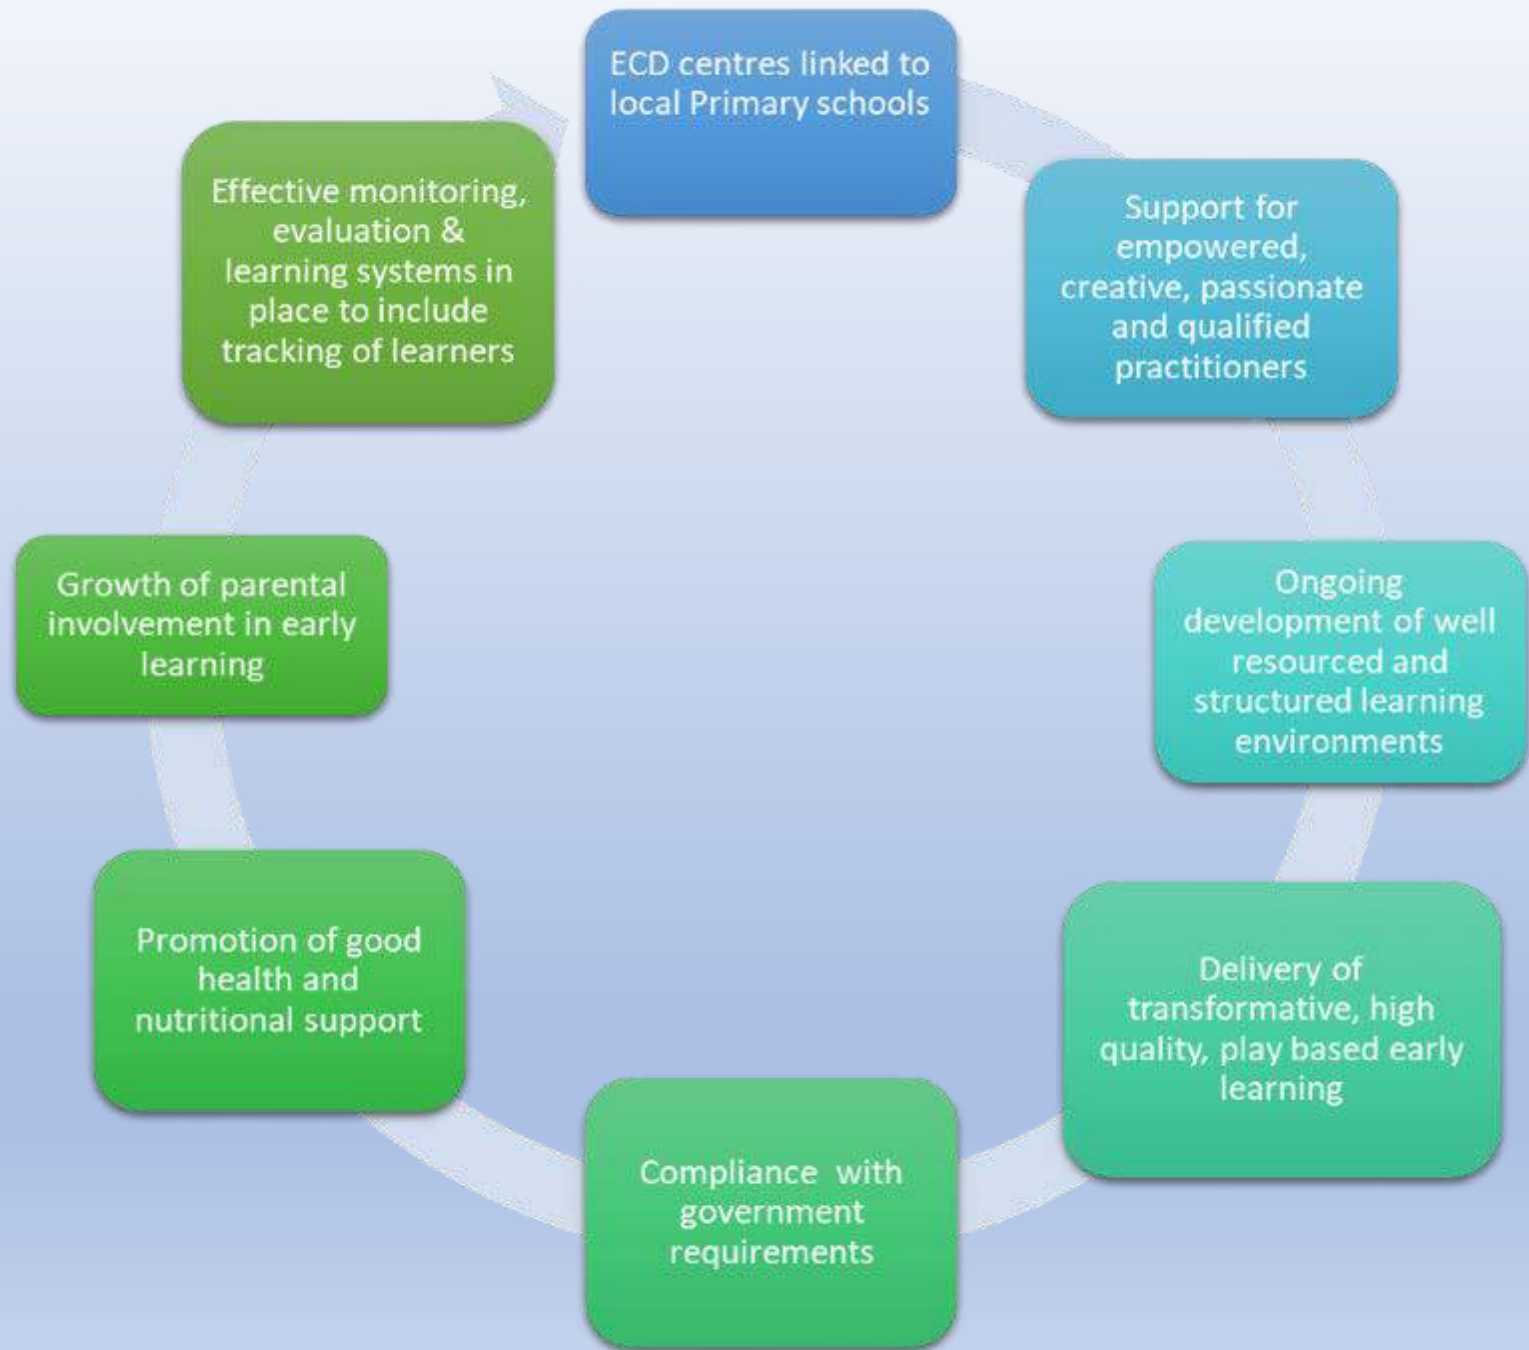 ECD centres linked to
local Primary schools
Support for
empowered,
creative, passionate
and qualified
practitioners
Ongoing
development of well
resourced and
structured learning
environments
Delivery of
transformative, high
quality, play based early
learning
Compliance  with
government
requirements
Promotion of good
health and
nutritional support
Growth of parental
involvement in early
learning
Effective monitoring,
evaluation &
learning systems in
place to include
tracking of learners